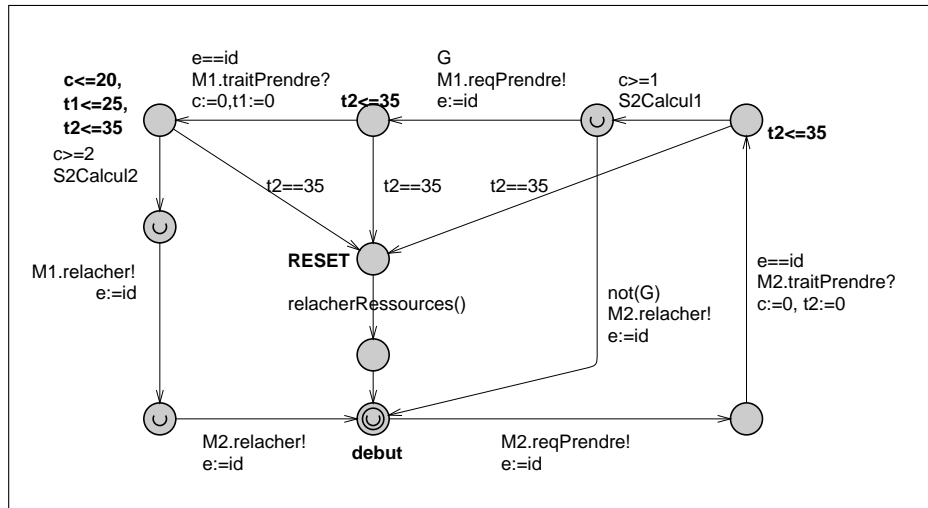 e==id
M1.traitPrendre?
c:=0,t1:=0
G
M1.reqPrendre!
e:=id
c>=1
S2Calcul1
c<=20,
t1<=25,
t2<=35
t2<=35
t2<=35
c>=2
S2Calcul2
t2==35
t2==35
t2==35
RESET
M1.relacher!
e:=id
relacherRessources()
not(G)
M2.relacher!
e:=id
e==id
M2.traitPrendre?
c:=0, t2:=0
M2.relacher!
e:=id
debut
M2.reqPrendre!
e:=id